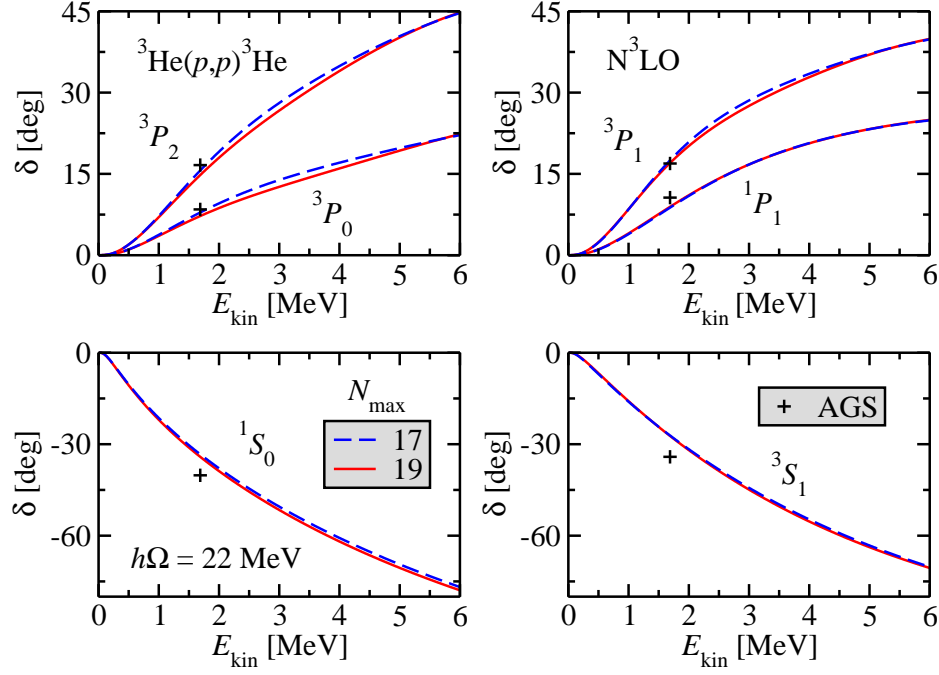 45
30
15
0
δ [deg]
³He(p,p)³He
³P₂
³P₀
0 1 2 3 4 5 6
E_kin [MeV]
45
30
15
0
δ [deg]
N³LO
³P₁
¹P₁
0 1 2 3 4 5 6
E_kin [MeV]
0
-30
-60
δ [deg]
N_max
17
19
¹S₀
hΩ = 22 MeV
0 1 2 3 4 5 6
E_kin [MeV]
0
-30
-60
δ [deg]
AGS
³S₁
0 1 2 3 4 5 6
E_kin [MeV]